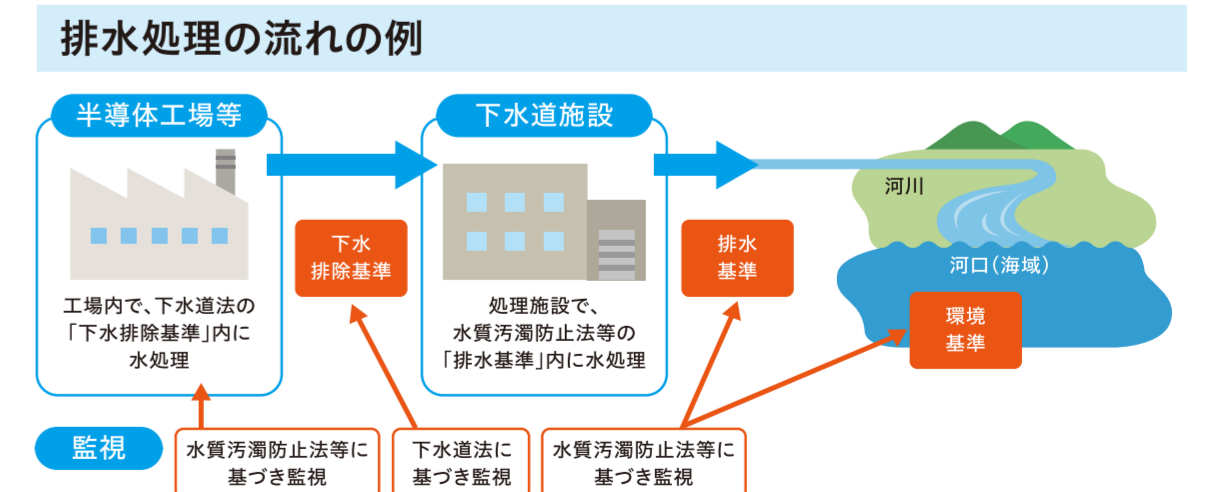 排水処理の流れの例
半導体工場等
工場内で、下水道法の
「下水排除基準」内に
水処理
下水
排除基準
下水道施設
処理施設で、
水質汚濁防止法等の
「排水基準」内に水処理
排水
基準
河川
河口（海域）
環境
基準
監視
水質汚濁防止法等に
基づき監視
下水道法に
基づき監視
水質汚濁防止法等に
基づき監視